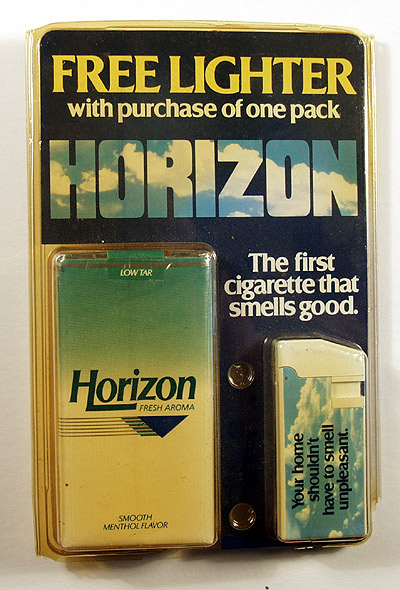 FREE LIGHTER
with purchase of one pack
HORIZON
The first
cigarette that
smells good.
LOW TAR
Horizon
FRESH AROMA
SMOOTH
MENTHOL FLAVOR
Your home
shouldn't
have to smell
unpleasant.